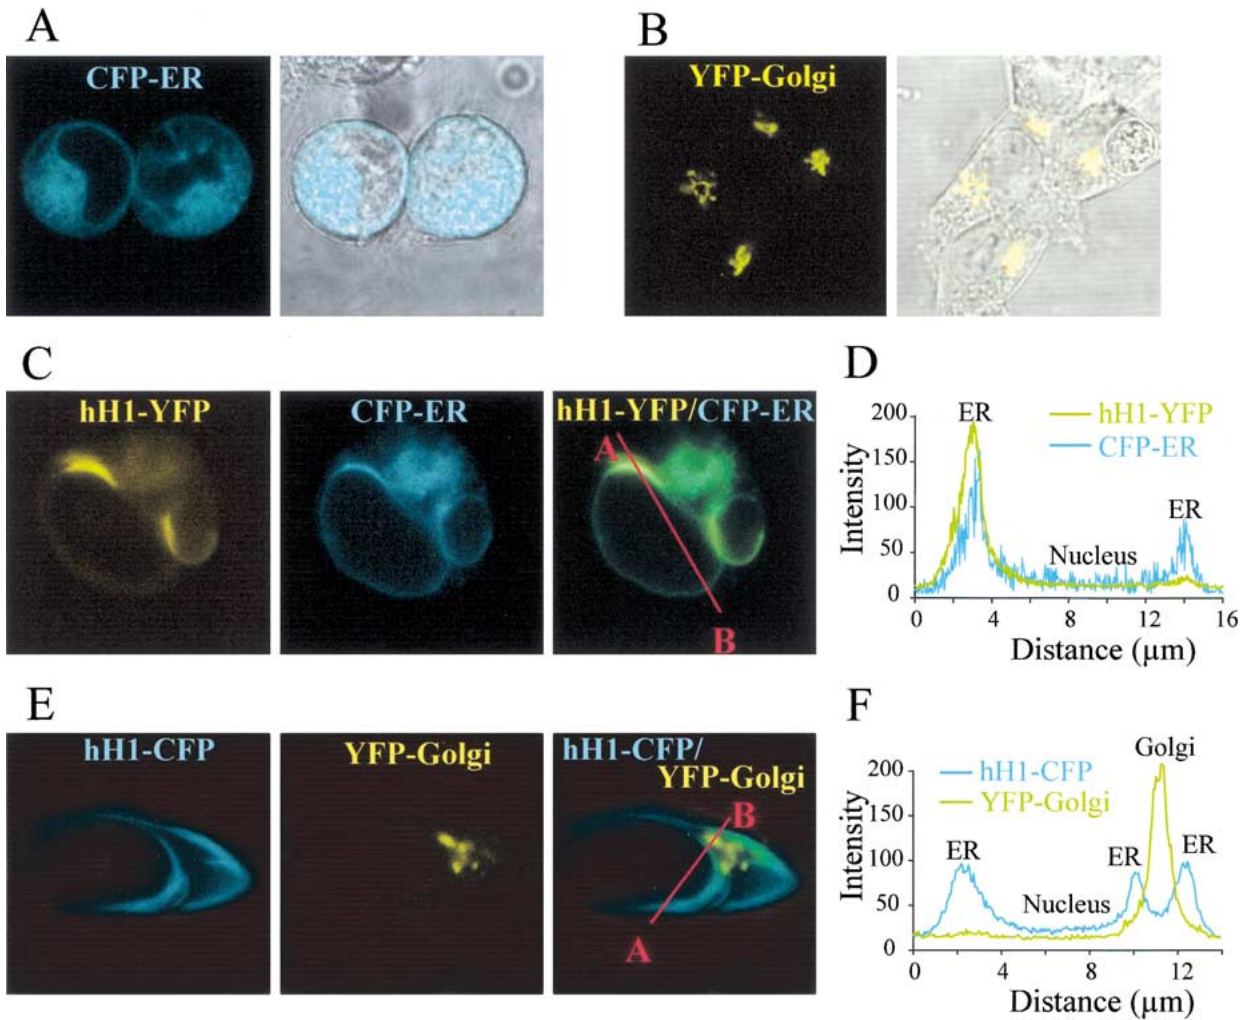 A
B
CFP-ER
YFP-Golgi
C
D
hH1-YFP
CFP-ER
hH1-YFP/CFP-ER
A
B
200
150
100
50
0
Intensity
ER
hH1-YFP
CFP-ER
ER
Nucleus
0 4 8 12 16
Distance (µm)
E
F
hH1-CFP
YFP-Golgi
hH1-CFP/
YFP-Golgi
B
A
Golgi
200
150
100
50
0
Intensity
hH1-CFP
YFP-Golgi
ER
ER
ER
Nucleus
0 4 8 12
Distance (µm)